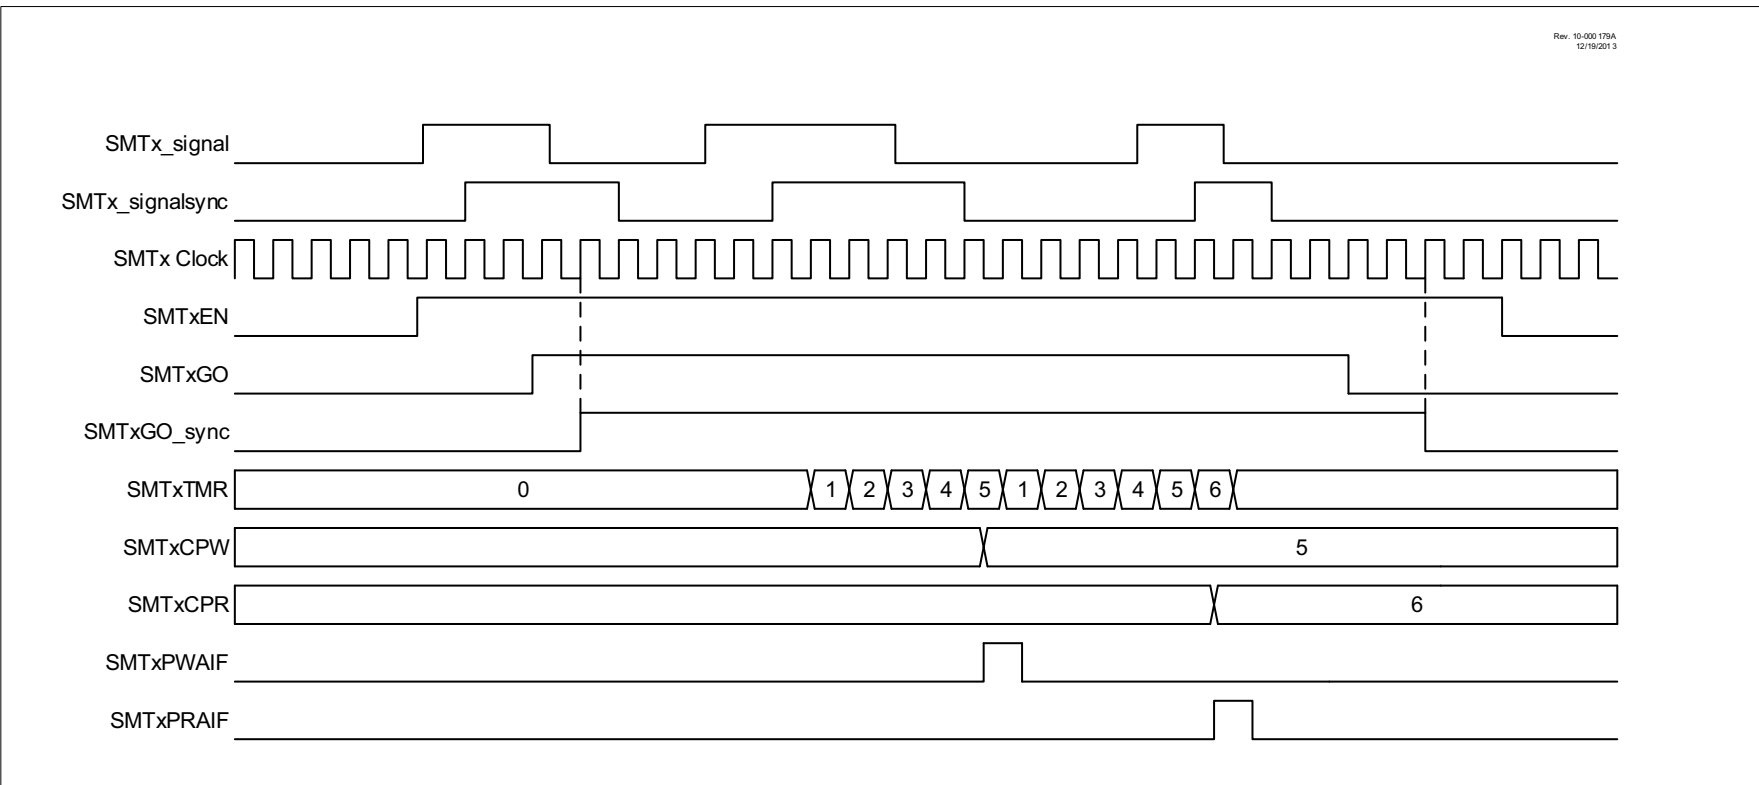 Rev. 10-000 179A
12/19/201 3
SMTx_signal
SMTx_signalsync
SMTx Clock
SMTxEN
SMTxGO
SMTxGO_sync
SMTxTMR 0 1 2 3 4 5 1 2 3 4 5 6
SMTxCPW 5
SMTxCPR 6
SMTxPWAIF
SMTxPRAIF